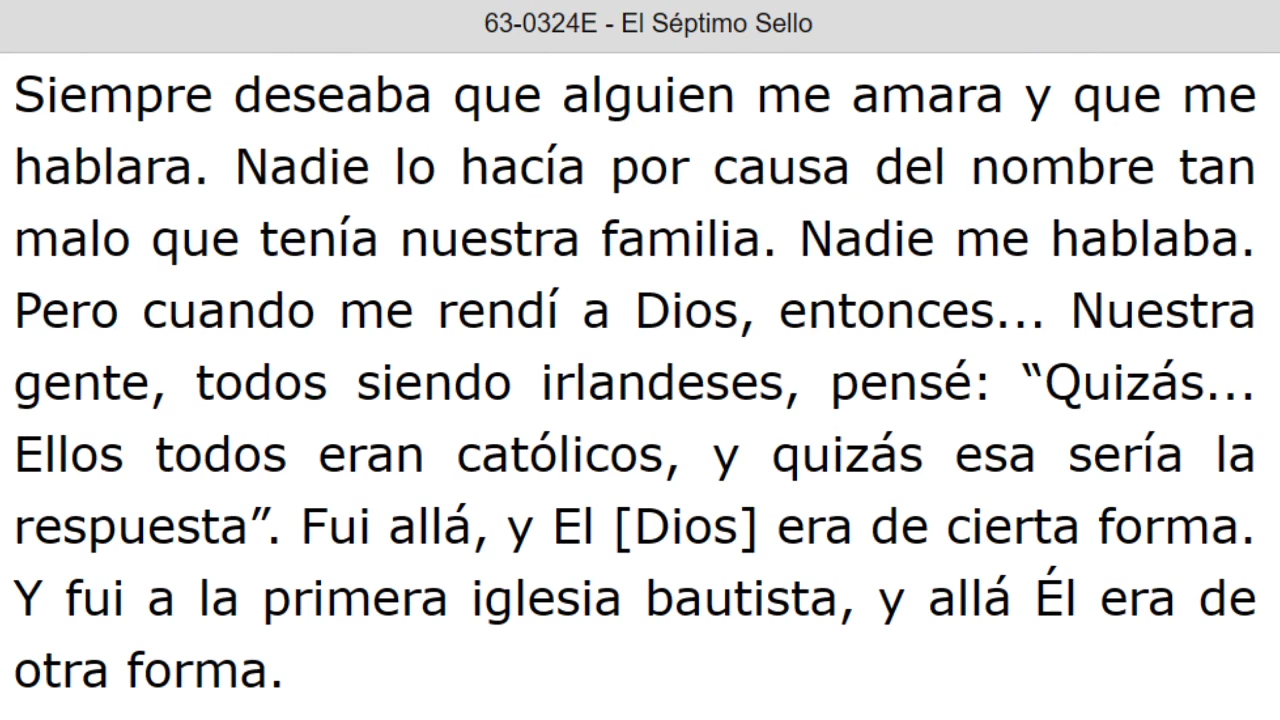 63-0324E - El Séptimo Sello
Siempre deseaba que alguien me amara y que me
hablara. Nadie lo hacía por causa del nombre tan
malo que tenía nuestra familia. Nadie me hablaba.
Pero cuando me rendí a Dios, entonces... Nuestra
gente, todos siendo irlandeses, pensé: “Quizás...
Ellos todos eran católicos, y quizás esa sería la
respuesta”. Fui allá, y El [Dios] era de cierta forma.
Y fui a la primera iglesia bautista, y allá Él era de
otra forma.